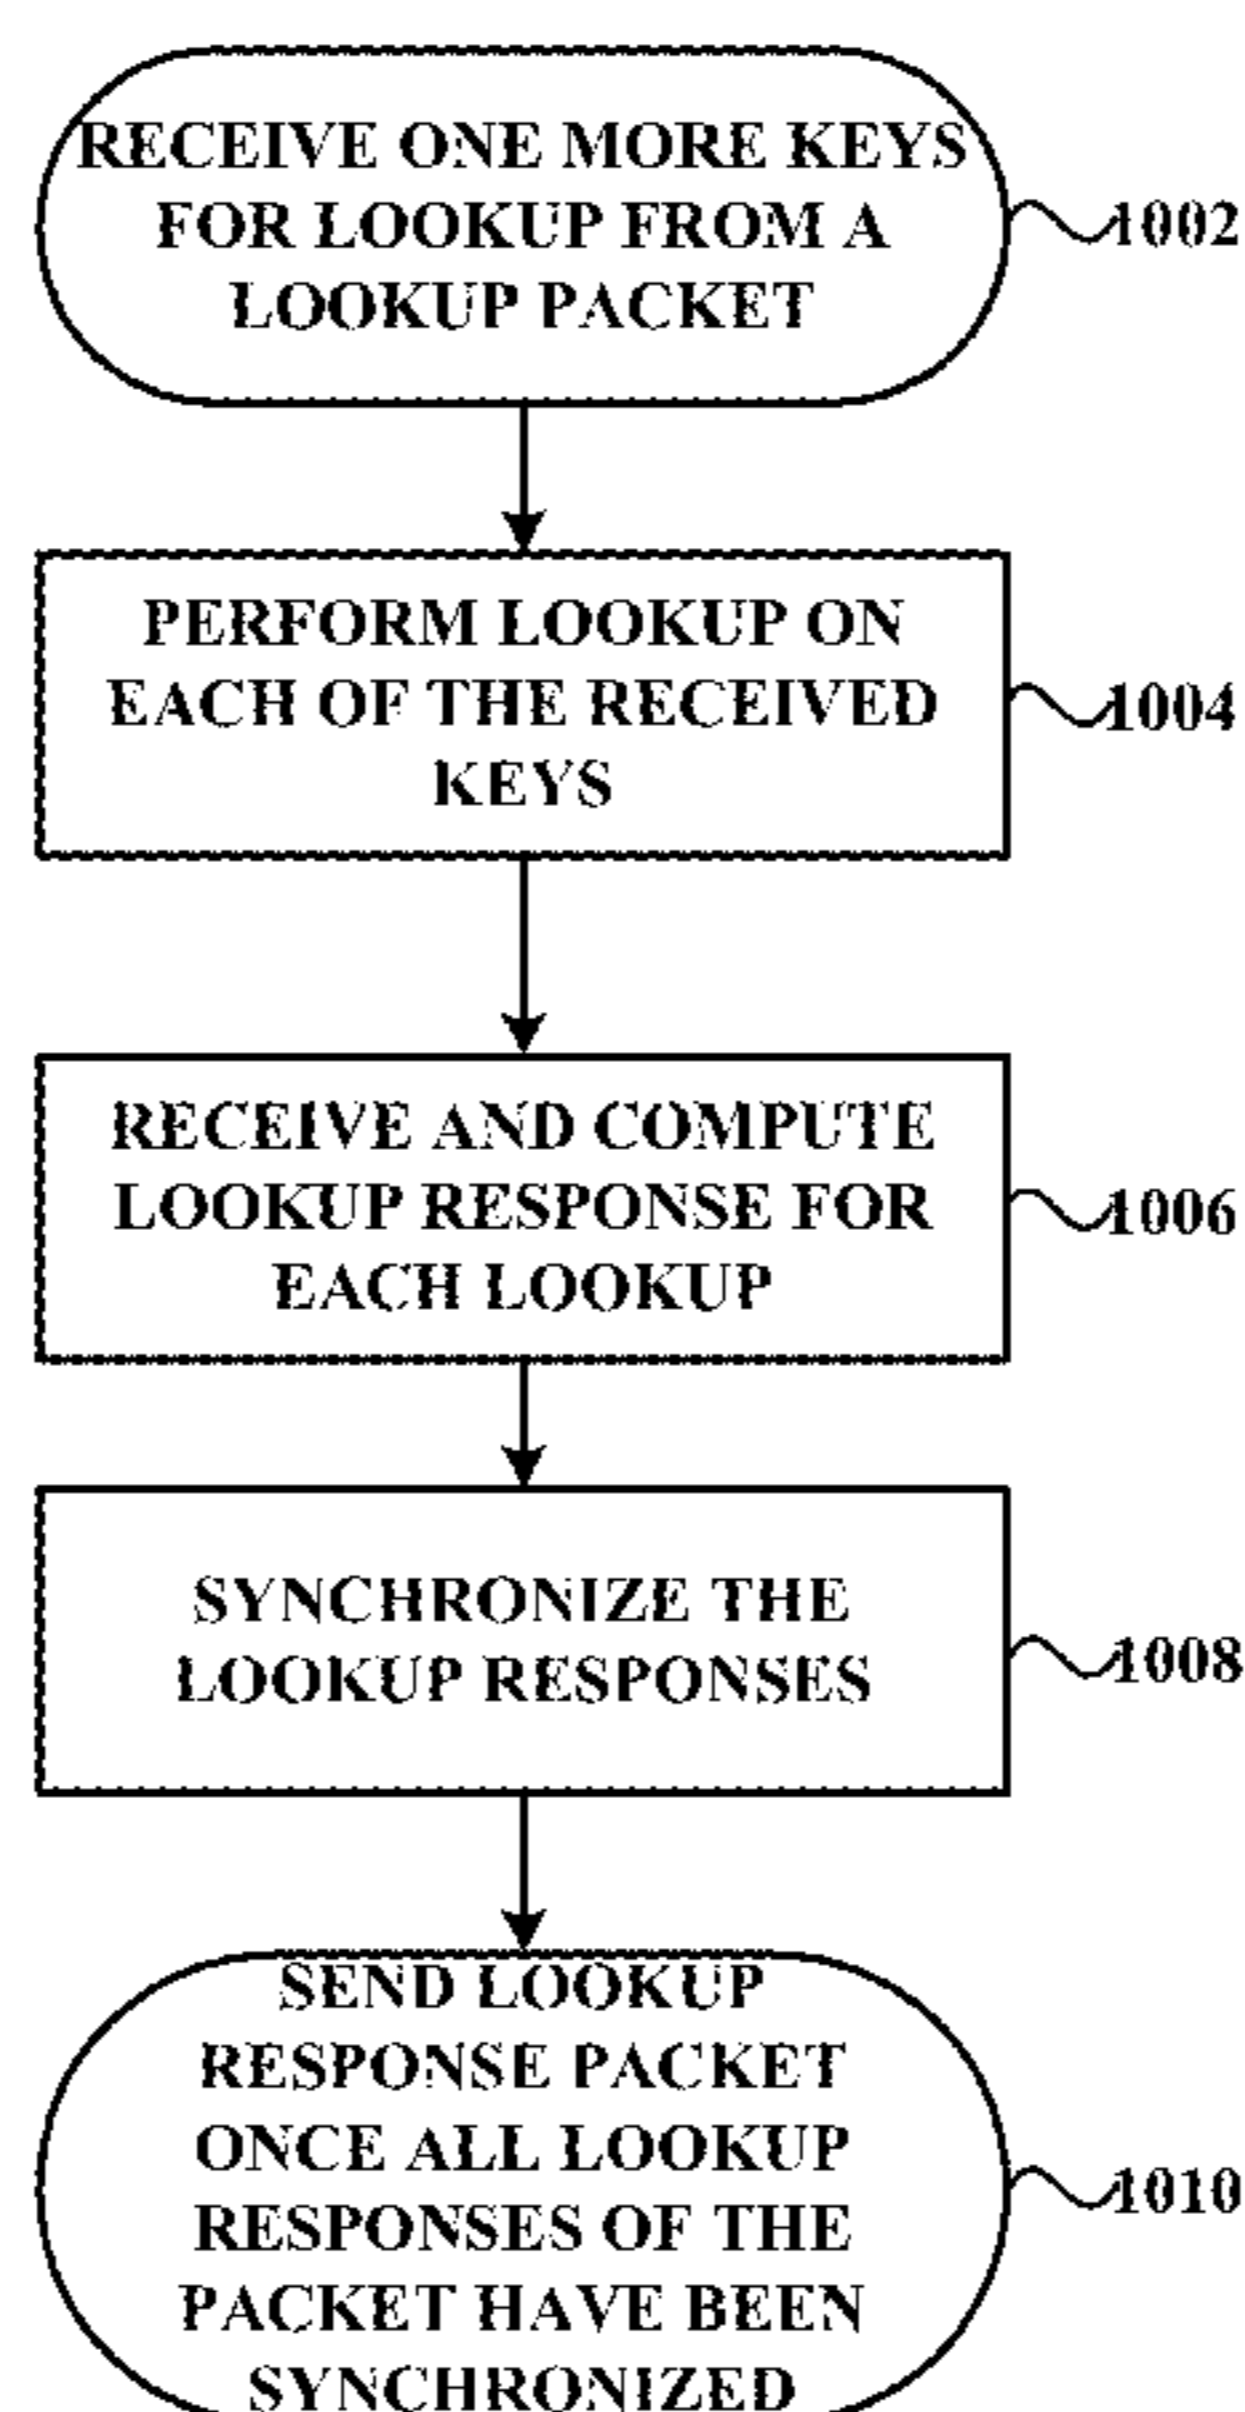 RECEIVE ONE MORE KEYS
FOR LOOKUP FROM A
LOOKUP PACKET
1002
PERFORM LOOKUP ON
EACH OF THE RECEIVED
KEYS
1004
RECEIVE AND COMPUTE
LOOKUP RESPONSE FOR
EACH LOOKUP
1006
SYNCHRONIZE THE
LOOKUP RESPONSES
1008
SEND LOOKUP
RESPONSE PACKET
ONCE ALL LOOKUP
RESPONSES OF THE
PACKET HAVE BEEN
SYNCHRONIZED
1010